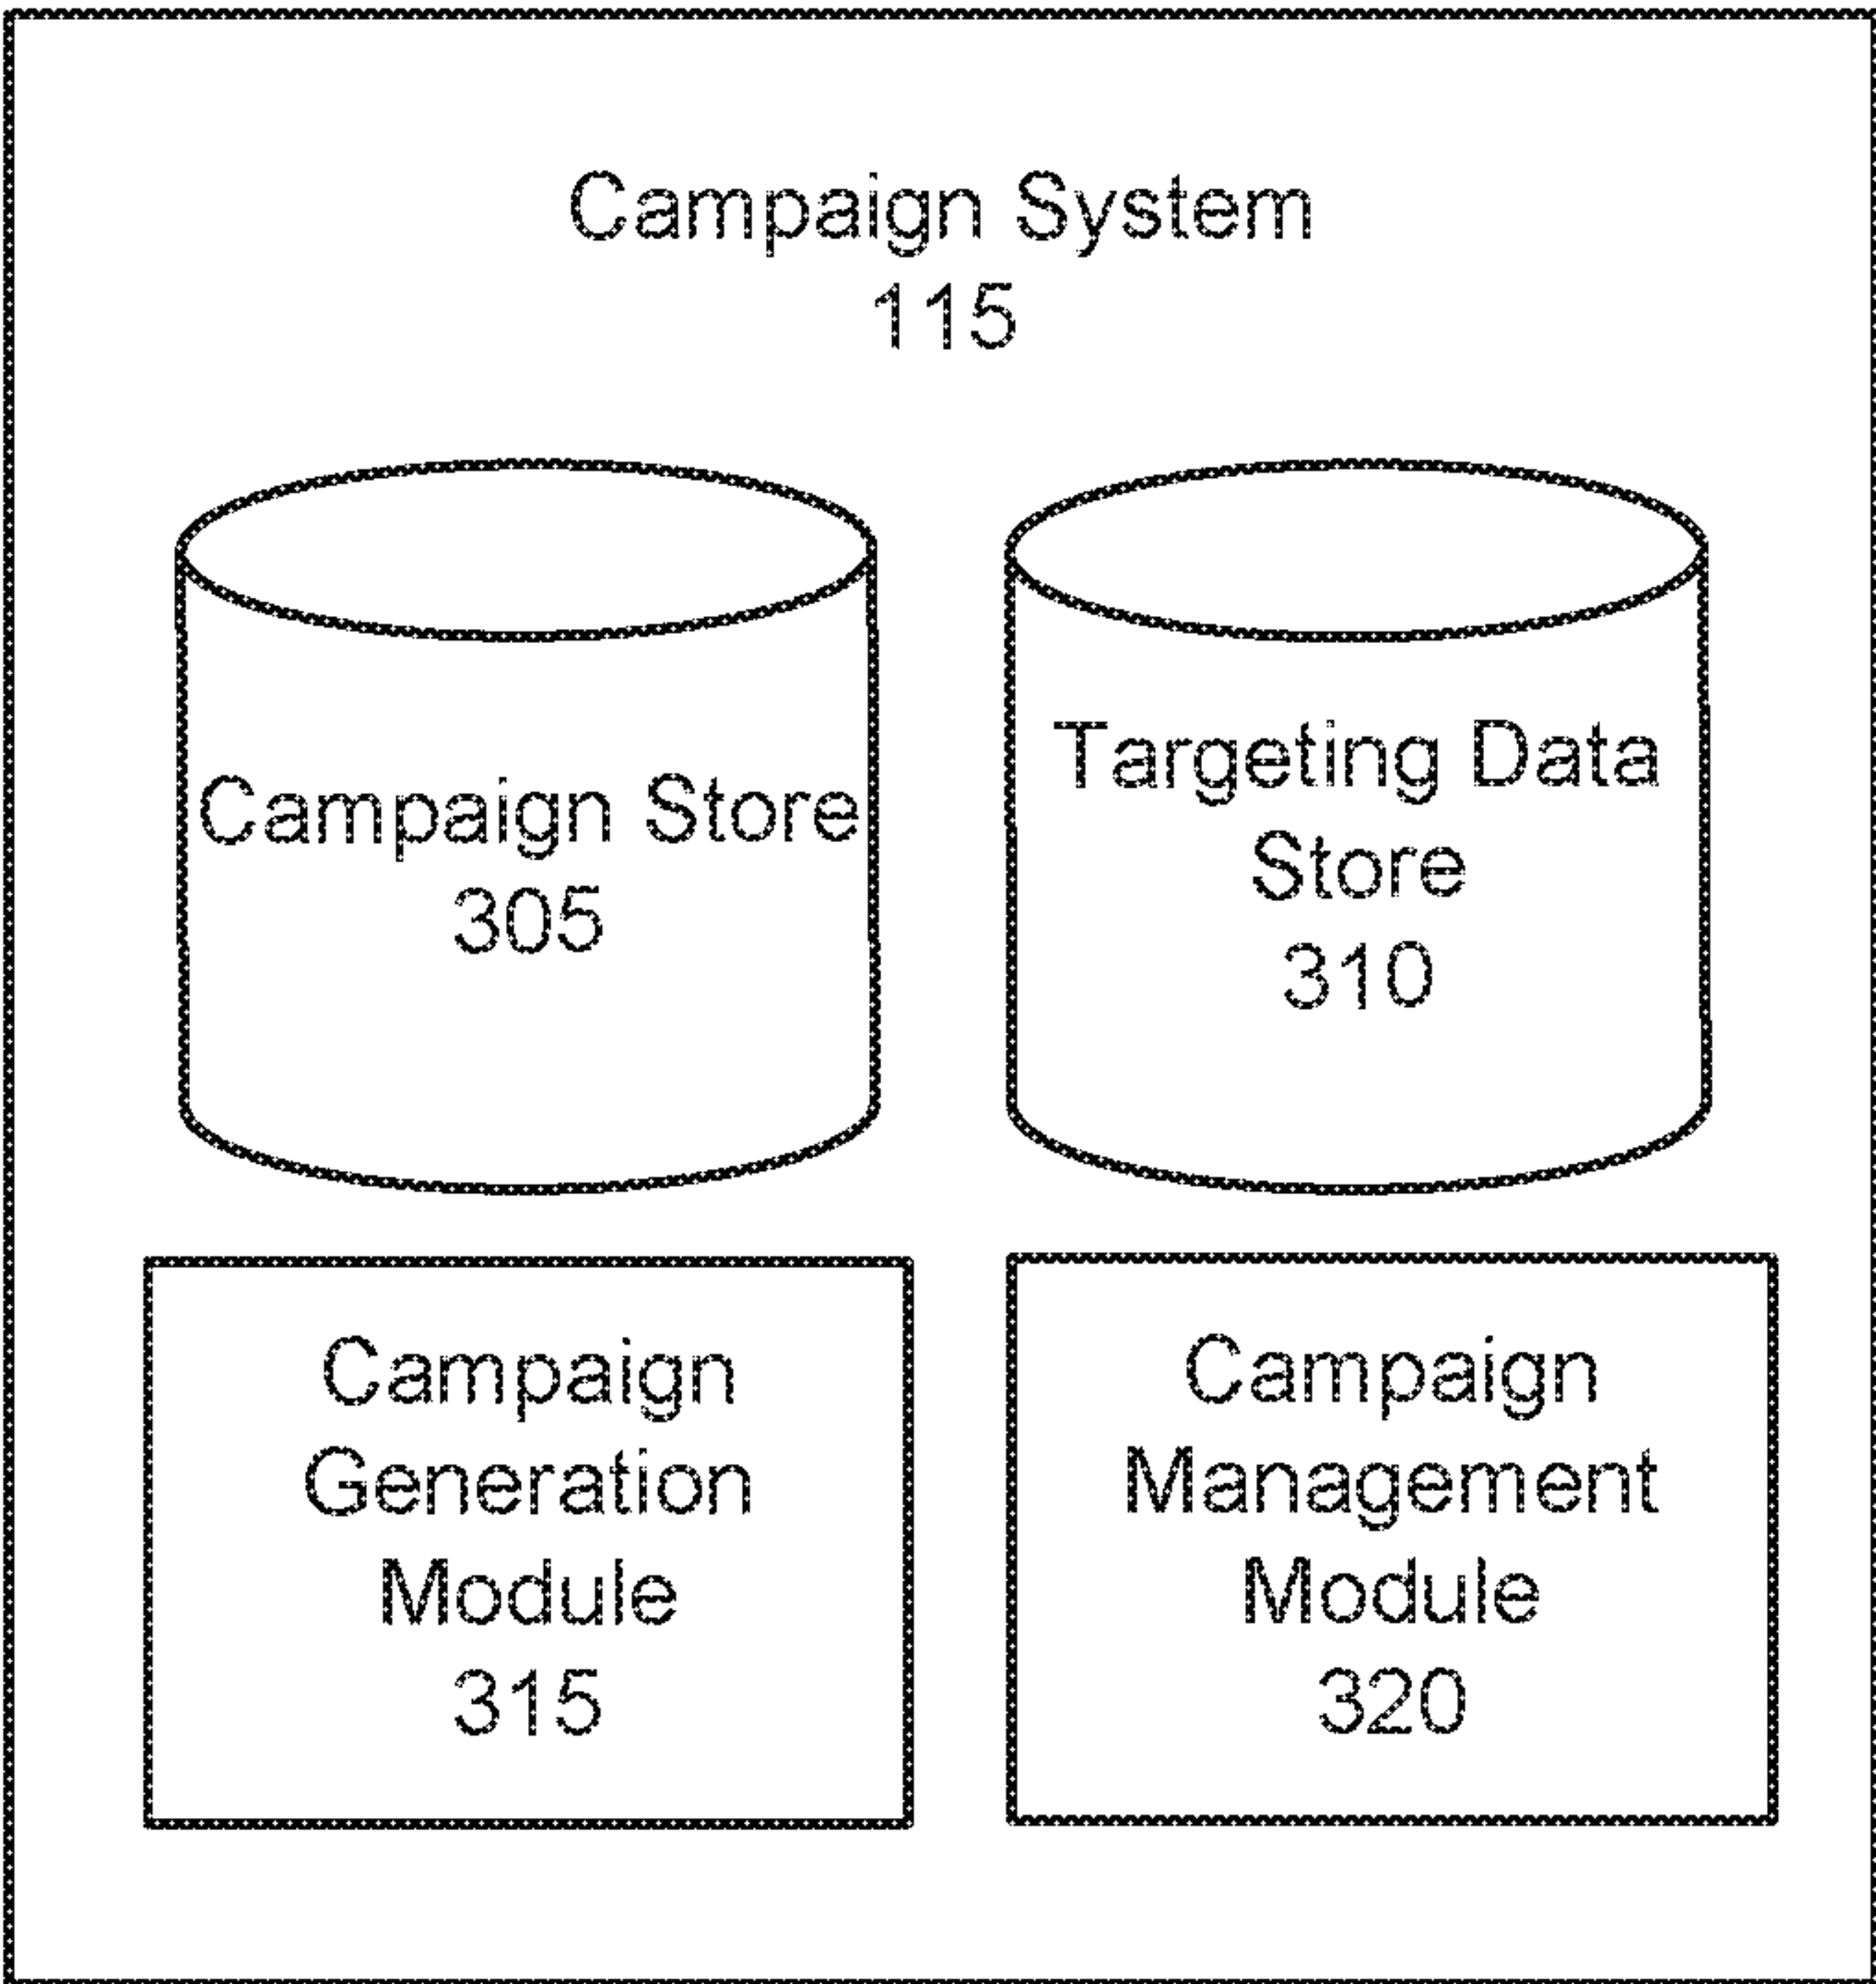 Campaign System
115
Campaign Store
305
Targeting Data
Store
310
Campaign
Generation
Module
315
Campaign
Management
Module
320